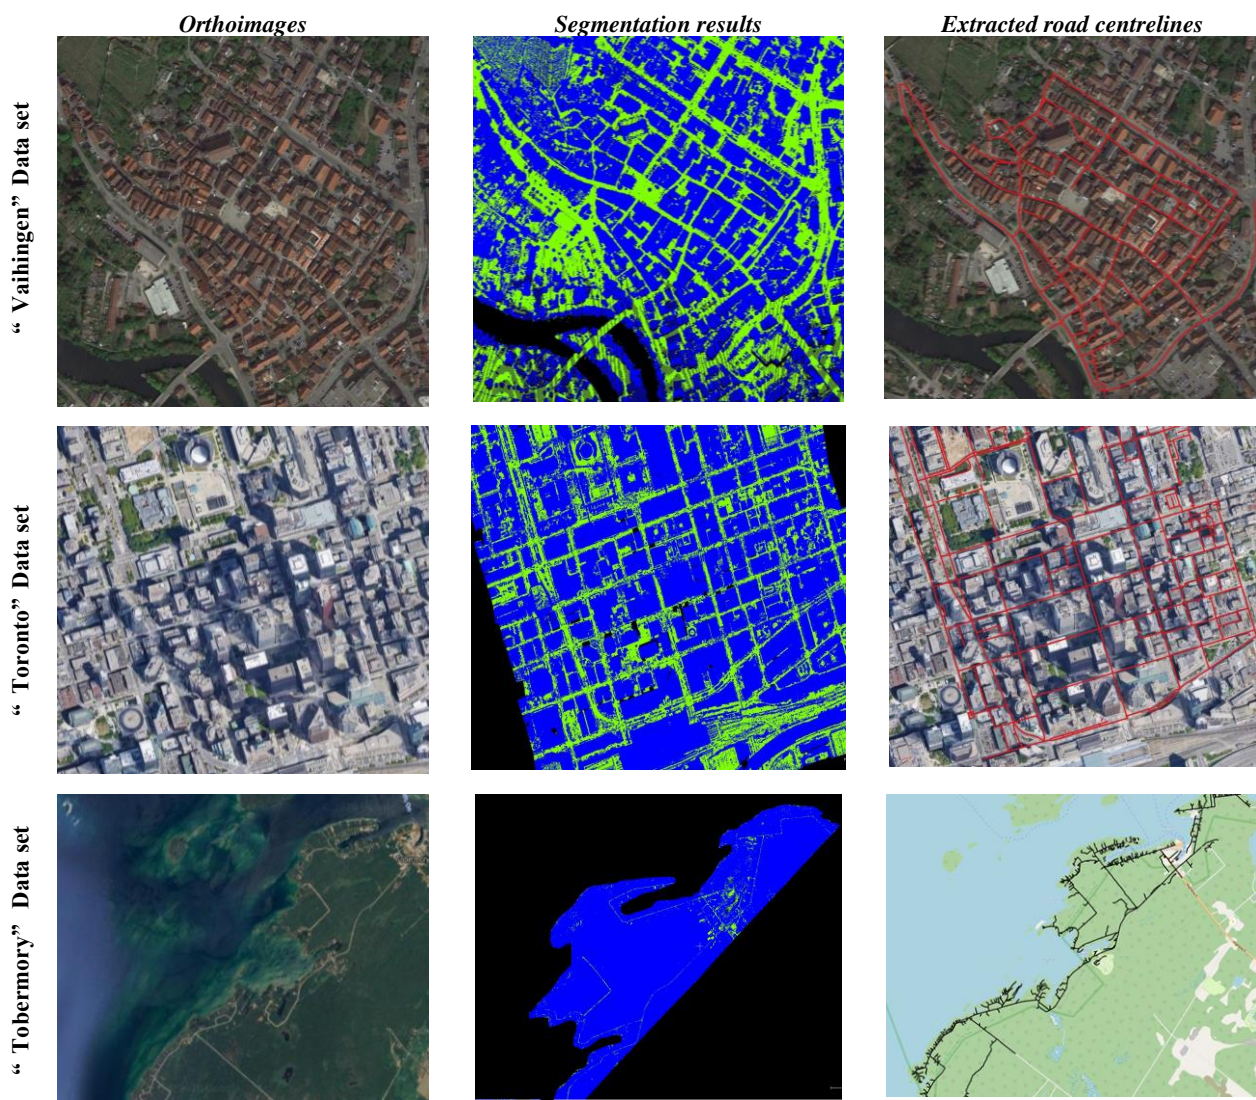 Orthoimages
Segmentation results
Extracted road centrelines
“ Vaihingen” Data set
“ Toronto” Data set
“ Tobermory” Data set